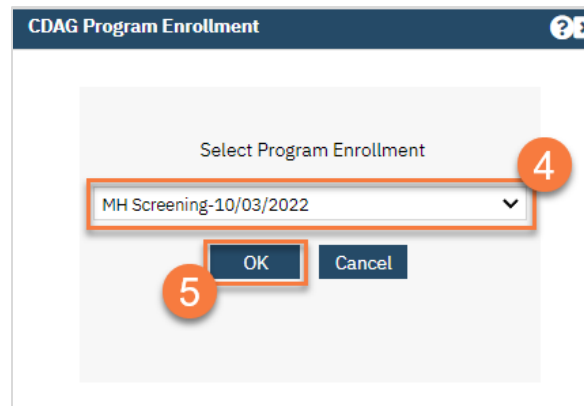 CDAG Program Enrollment ?
Select Program Enrollment
4
MH Screening-10/03/2022
OK Cancel
5